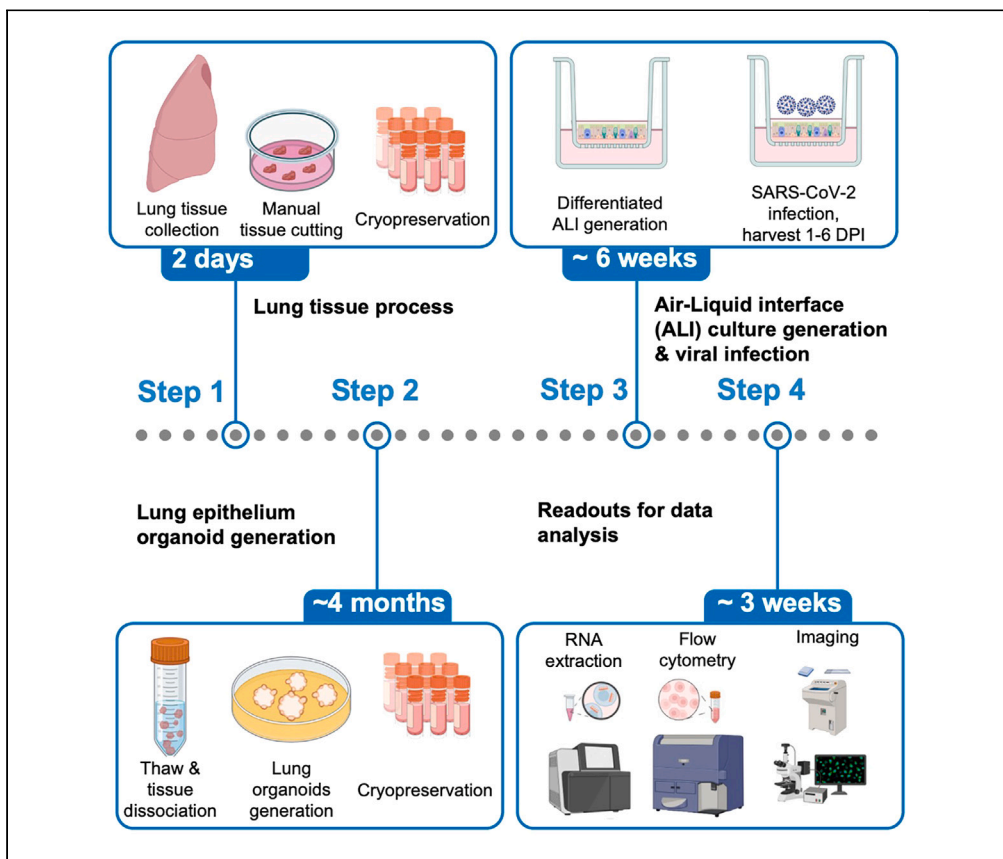 Lung tissue
collection
Manual
tissue cutting
Cryopreservation
2 days
Lung tissue process
Differentiated
ALI generation
SARS-CoV-2
infection,
harvest 1-6 DPI
~ 6 weeks
Air-Liquid interface
(ALI) culture generation
& viral infection
Step 1
Step 2
Step 3
Step 4
Lung epithelium
organoid generation
~4 months
Thaw &
tissue
dissociation
Lung
organoids
generation
Cryopreservation
Readouts for data
analysis
~ 3 weeks
RNA
extraction
Flow
cytometry
Imaging